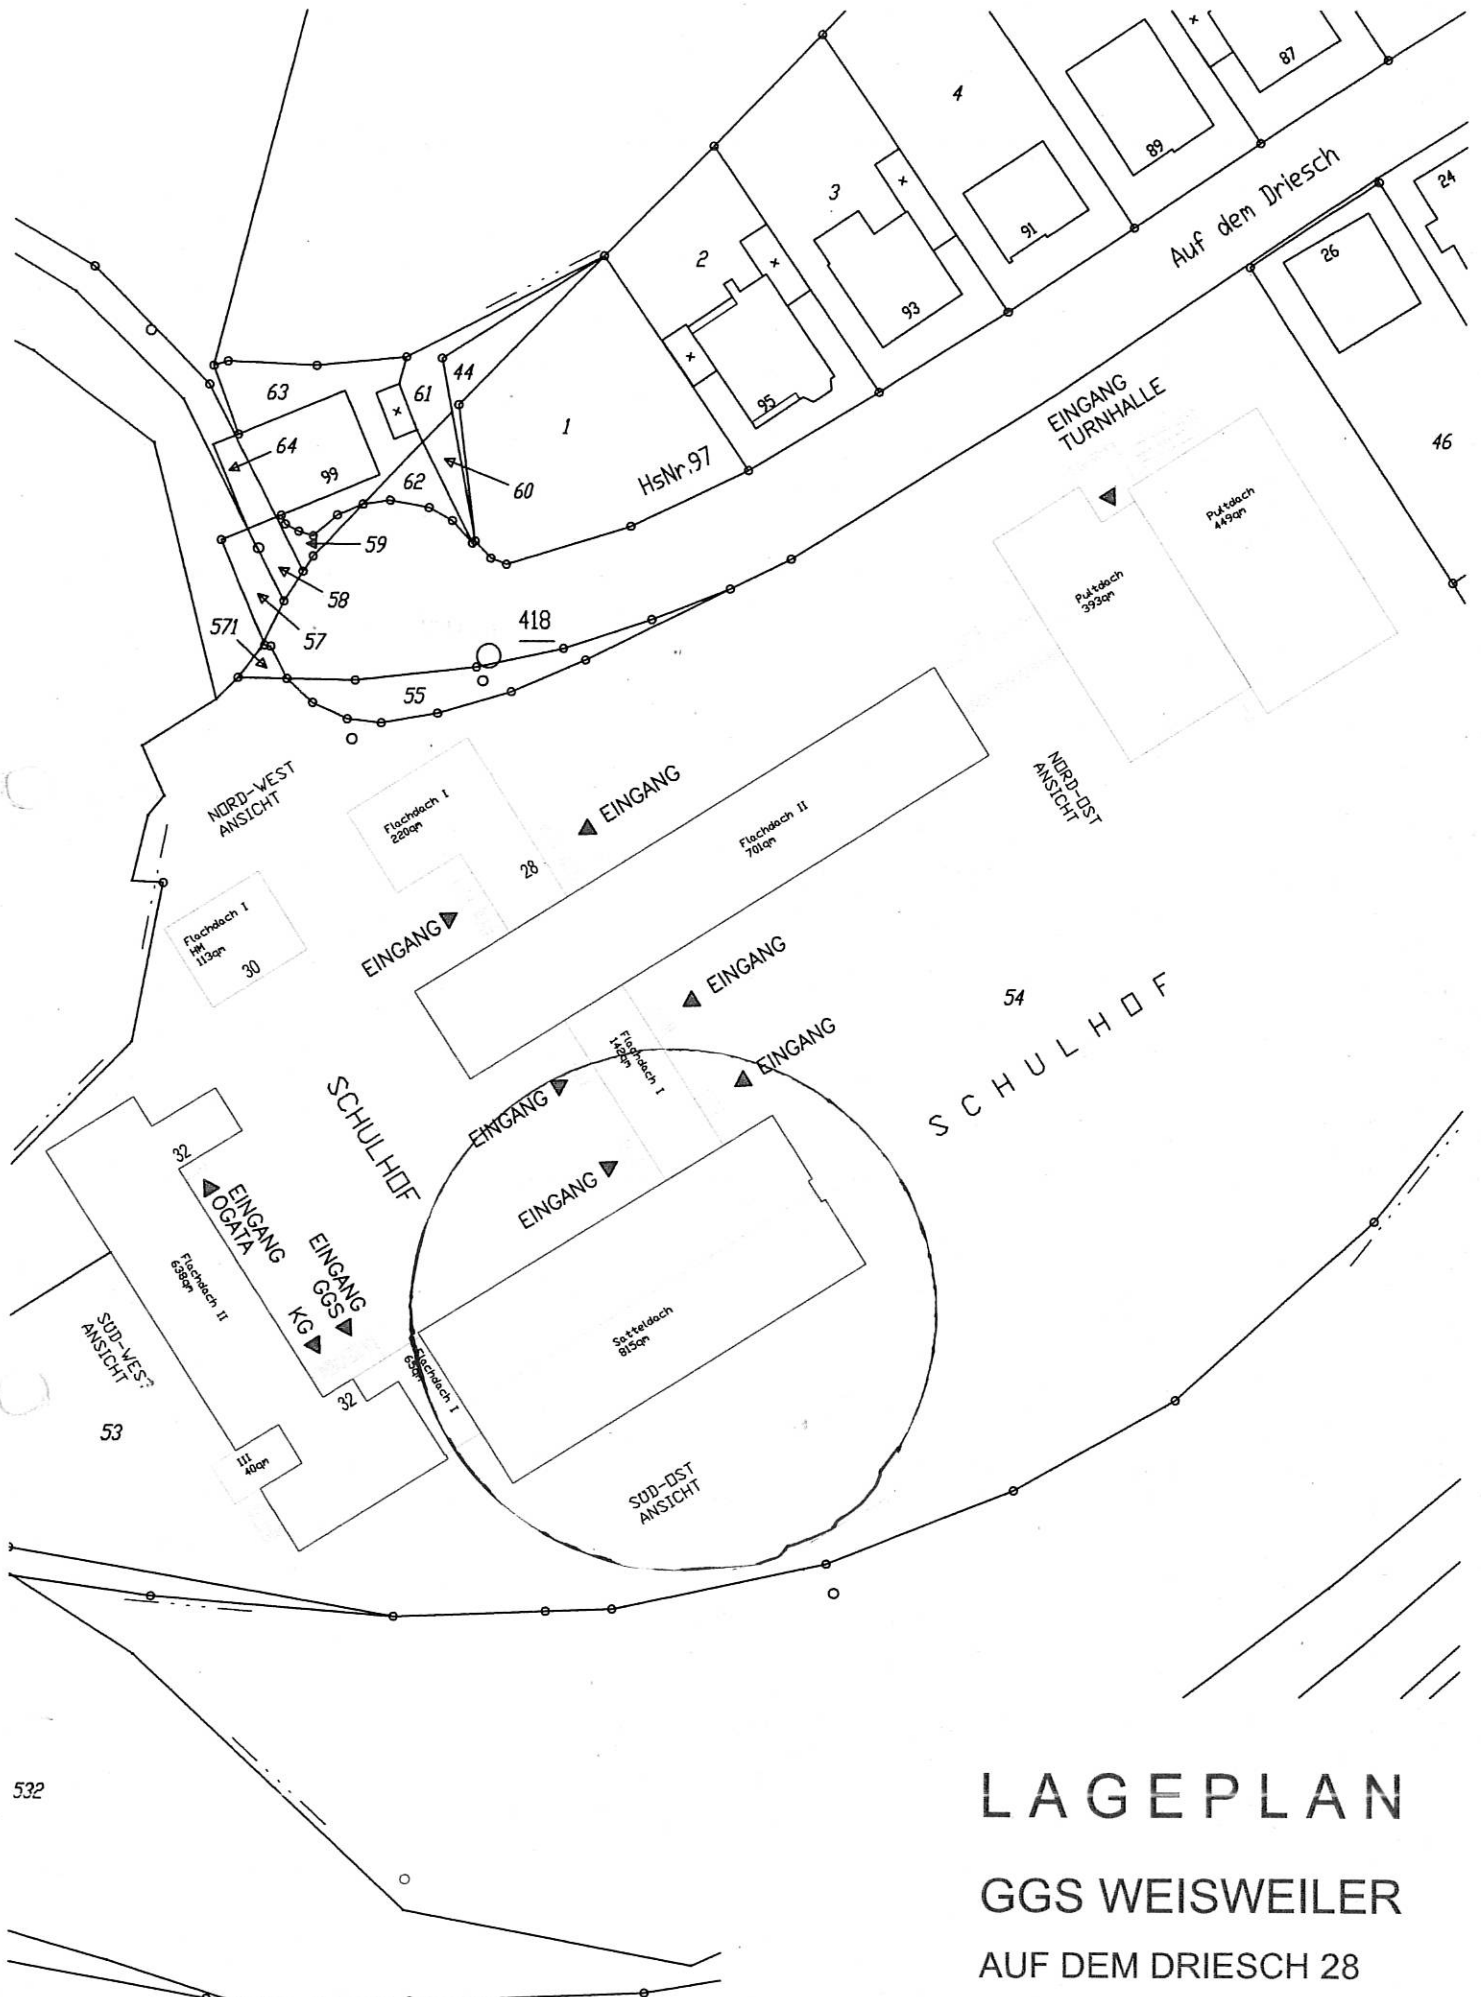 87
4
89
3
91
Auf dem Driesch
24
2
93
26
63
61
44
95
1
EINGANG
TURNHALLE
46
64
99
62
60
HsNr.97
59
58
57
571
418
55
Pultdach
449qm
Pultdach
393qm
NORD-WEST
ANSICHT
Flachdach I
220qm
EINGANG
Flachdach II
701qm
NORD-OST
ANSICHT
28
Flachdach I
HM
113qm
30
EINGANG
EINGANG
54
SCHULHOF
Flachdach I
142qm
EINGANG
EINGANG
SCHULHOF
EINGANG
32
EINGANG
OGATA
EINGANG
GGS
KG
Flachdach II
638qm
SÜD-WEST
ANSICHT
Satteldach
815qm
Flachdach I
65qm
32
53
III
40qm
SÜD-OST
ANSICHT
532
LAGEPLAN
GGS WEISWEILER
AUF DEM DRIESCH 28